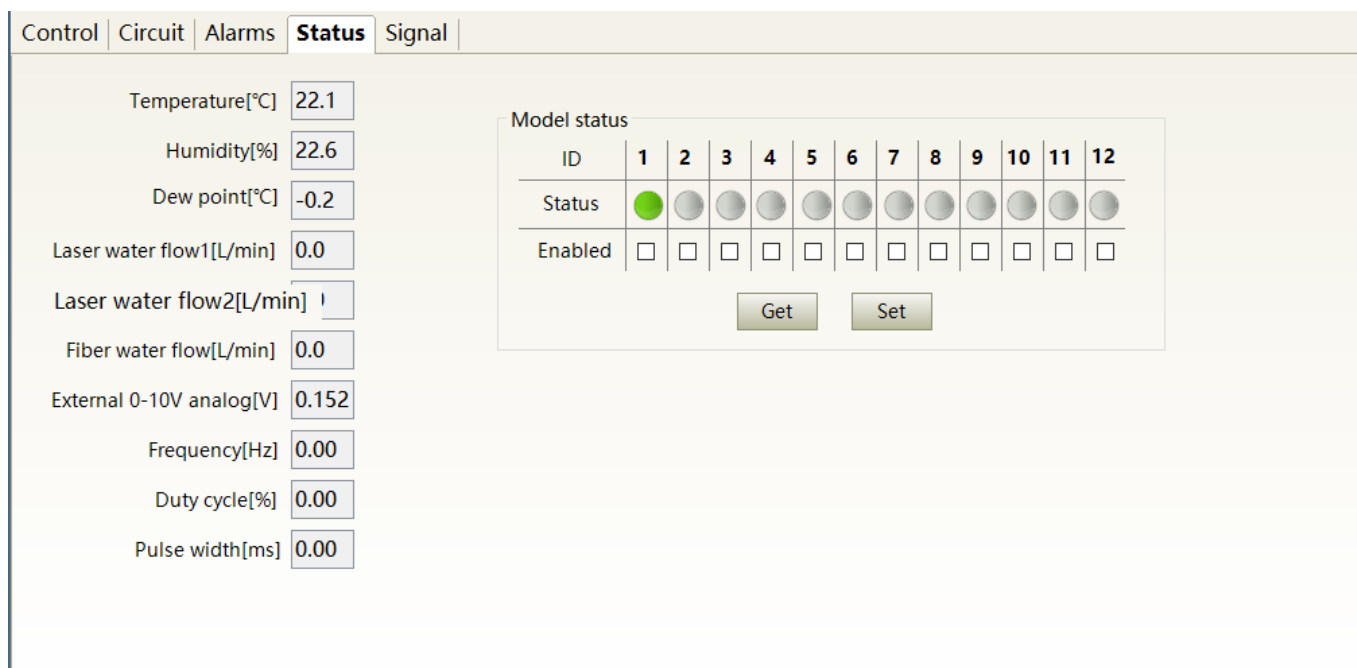 Control Circuit Alarms Status Signal
Temperature[℃] 22.1
Humidity[%] 22.6
Dew point[℃] -0.2
Laser water flow1[L/min] 0.0
Laser water flow2[L/min]
Fiber water flow[L/min] 0.0
External 0-10V analog[V] 0.152
Frequency[Hz] 0.00
Duty cycle[%] 0.00
Pulse width[ms] 0.00
Model status
ID 1 2 3 4 5 6 7 8 9 10 11 12
Status
Enabled
Get Set